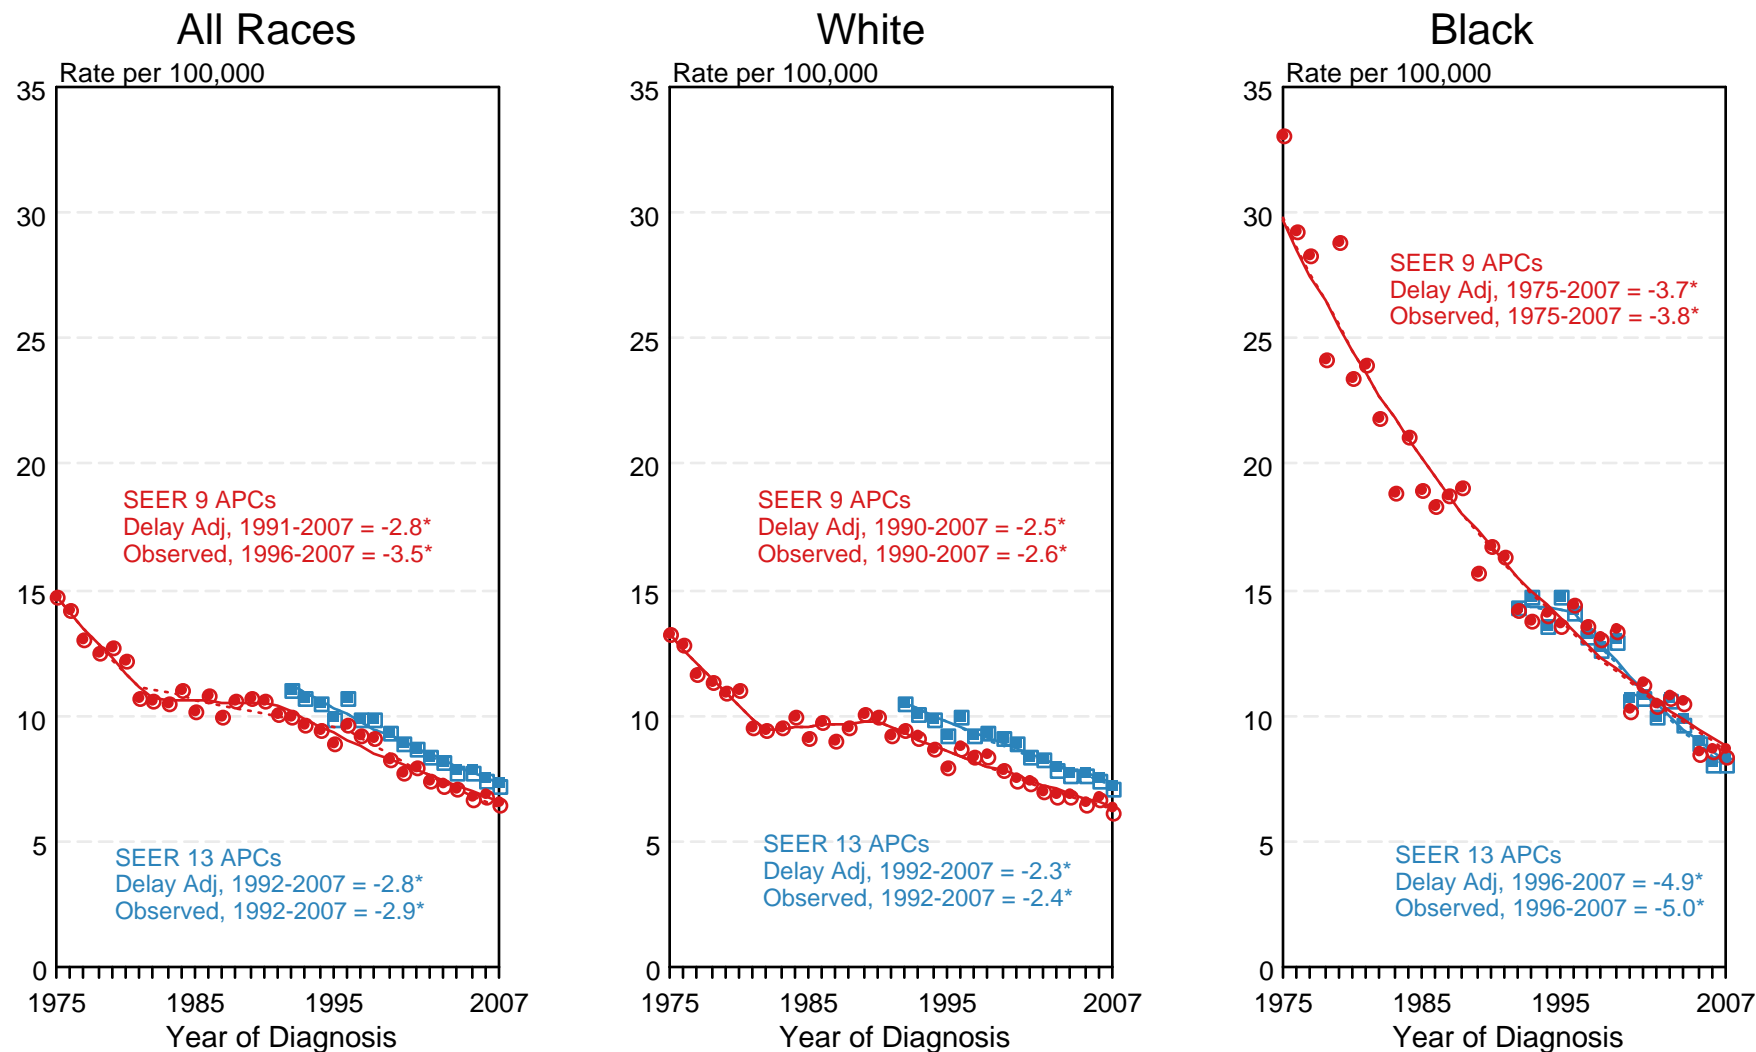 All Races
Rate per 100,000
35
30
25
20
15
10
5
0
SEER 9 APCs
Delay Adj, 1991-2007 = -2.8*
Observed, 1996-2007 = -3.5*
SEER 13 APCs
Delay Adj, 1992-2007 = -2.8*
Observed, 1992-2007 = -2.9*
1975 1985 1995 2007
Year of Diagnosis
White
Rate per 100,000
35
30
25
20
15
10
5
0
SEER 9 APCs
Delay Adj, 1990-2007 = -2.5*
Observed, 1990-2007 = -2.6*
SEER 13 APCs
Delay Adj, 1992-2007 = -2.3*
Observed, 1992-2007 = -2.4*
1975 1985 1995 2007
Year of Diagnosis
Black
Rate per 100,000
35
30
25
20
15
10
5
0
SEER 9 APCs
Delay Adj, 1975-2007 = -3.7*
Observed, 1975-2007 = -3.8*
SEER 13 APCs
Delay Adj, 1996-2007 = -4.9*
Observed, 1996-2007 = -5.0*
1975 1985 1995 2007
Year of Diagnosis